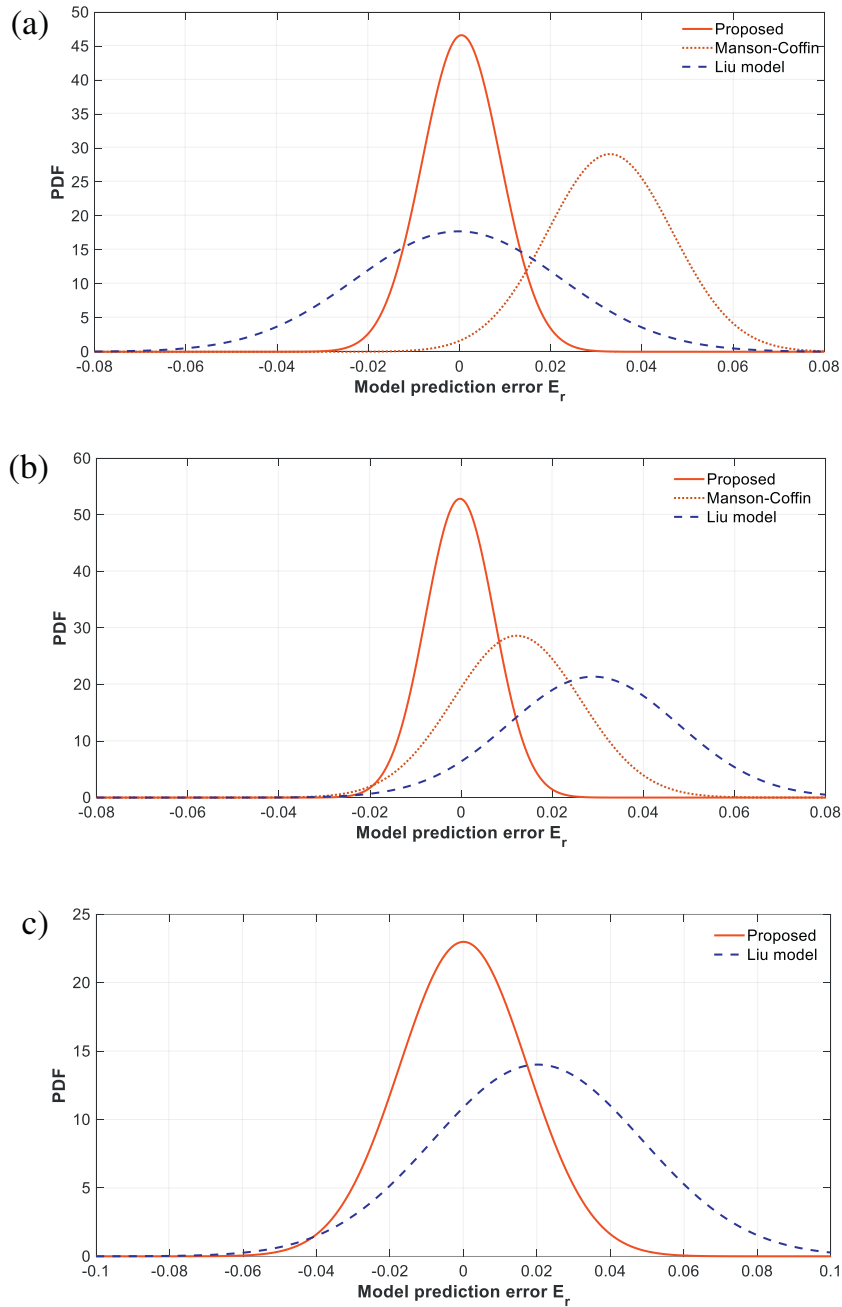 (a)
50
45
40
35
30
25
20
15
10
5
0
PDF
Proposed
Manson-Coffin
Liu model
-0.08 -0.06 -0.04 -0.02 0 0.02 0.04 0.06 0.08
Model prediction error E_r
(b)
60
50
40
30
20
10
0
PDF
Proposed
Manson-Coffin
Liu model
-0.08 -0.06 -0.04 -0.02 0 0.02 0.04 0.06 0.08
Model prediction error E_r
c)
25
20
15
10
5
0
PDF
Proposed
Liu model
-0.1 -0.08 -0.06 -0.04 -0.02 0 0.02 0.04 0.06 0.08 0.1
Model prediction error E_r